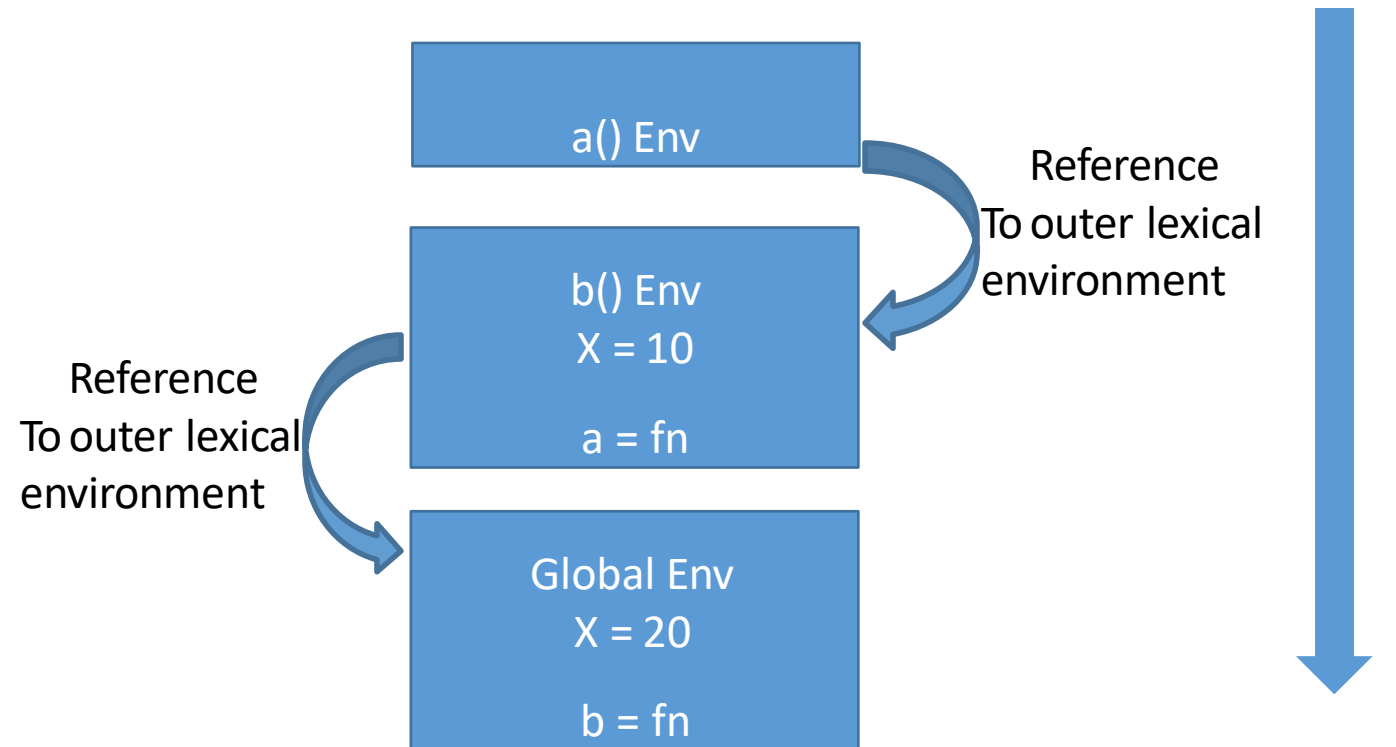 a() Env
Reference
To outer lexical
environment
b() Env
X = 10
a = fn
Reference
To outer lexical
environment
Global Env
X = 20
b = fn